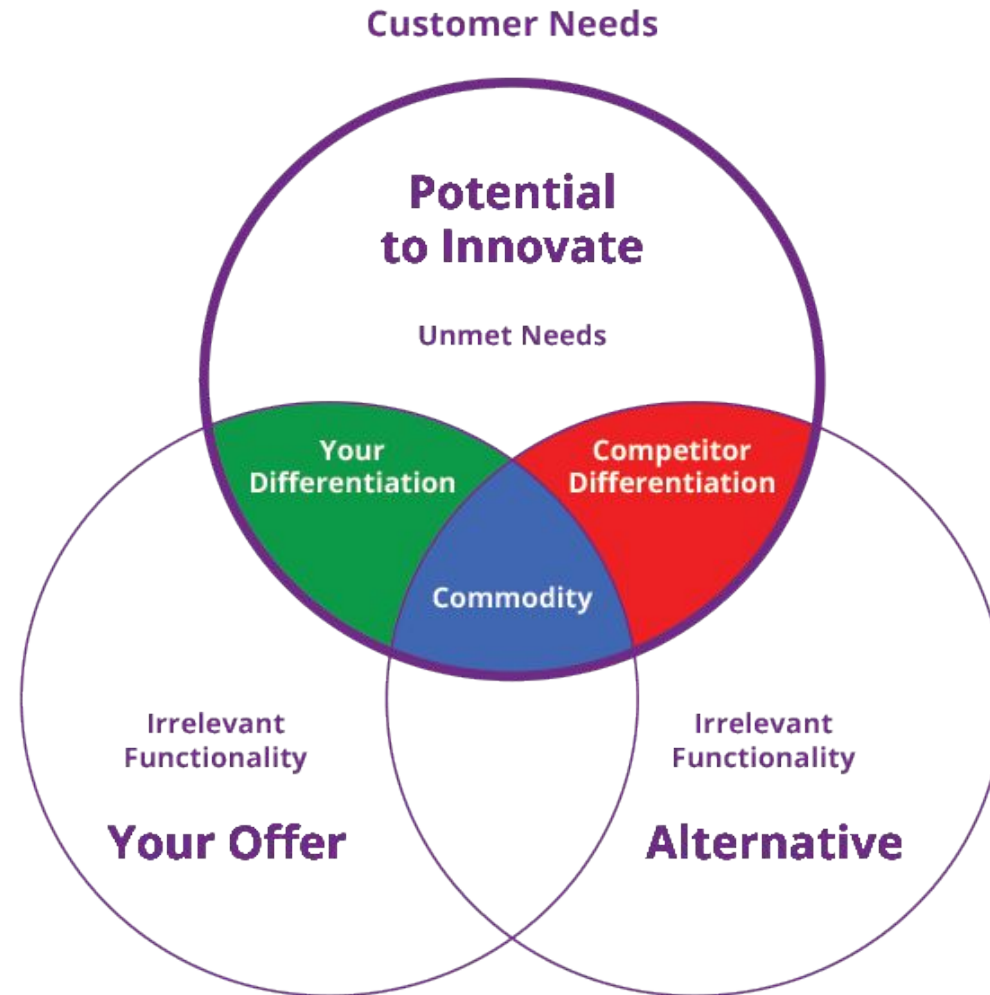 Customer Needs
Potential
to Innovate
Unmet Needs
Your
Differentiation
Competitor
Differentiation
Commodity
Irrelevant
Functionality
Irrelevant
Functionality
Your Offer
Alternative